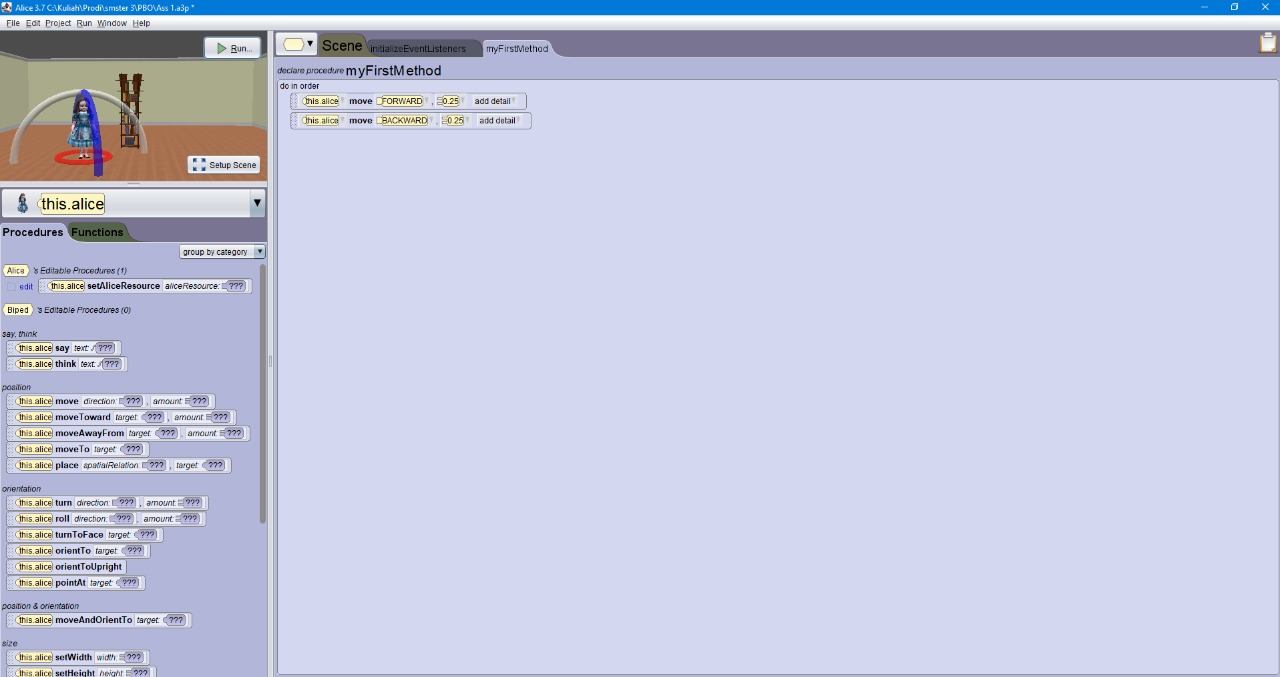 Alice 3.7 C:\Kuliah\Prodi\smster 3\PBO\Ass 1.a3p *
File Edit Project Run Window Help
Run...
Setup Scene
this.alice
Procedures Functions
group by category
Alice 's Editable Procedures (1)
edit this.alice setAliceResource aliceResource: ???
Biped 's Editable Procedures (0)
say, think
this.alice say text: ???
this.alice think text: ???
position
this.alice move direction: ??? , amount: ???
this.alice moveToward target: ??? , amount: ???
this.alice moveAwayFrom target: ??? , amount: ???
this.alice moveTo target: ???
this.alice place spatialRelation: ??? , target: ???
orientation
this.alice turn direction: ??? , amount: ???
this.alice roll direction: ??? , amount: ???
this.alice turnToFace target: ???
this.alice orientTo target: ???
this.alice orientToUpright
this.alice pointAt target: ???
position & orientation
this.alice moveAndOrientTo target: ???
size
this.alice setWidth width: ???
this.alice setHeight height: ???
Scene initializeEventListeners myFirstMethod
declare procedure myFirstMethod
do in order
this.alice move FORWARD , 0.25 add detail
this.alice move BACKWARD , 0.25 add detail